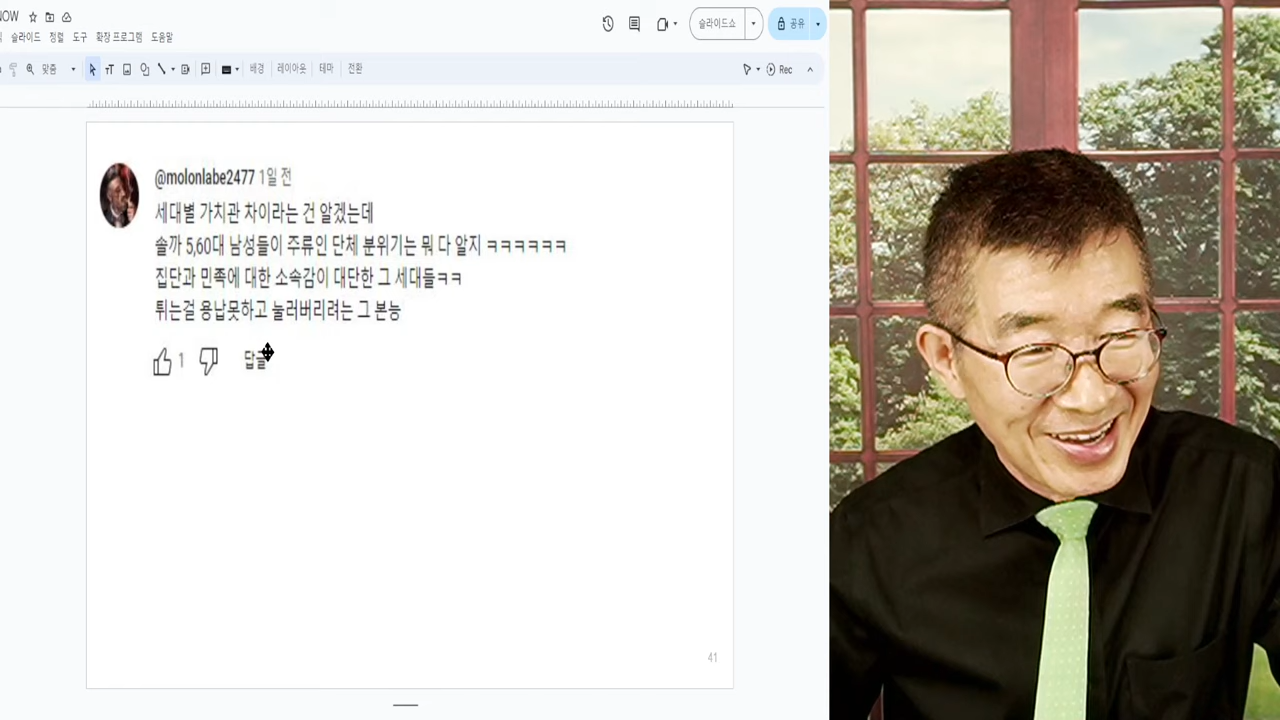 NOW
슬라이드 정렬 도구 확장 프로그램 도움말
슬라이드쇼
공유
맞춤
배경 레이아웃 테마 전환
Rec
@molonlabe2477 1일 전
세대별 가치관 차이라는 건 알겠는데
솔까 5,60대 남성들이 주류인 단체 분위기는 뭐 다 알지 ㅋㅋㅋㅋㅋㅋ
집단과 민족에 대한 소속감이 대단한 그 세대들ㅋㅋ
튀는걸 용납못하고 눌러버리려는 그 본능
1 답글
41